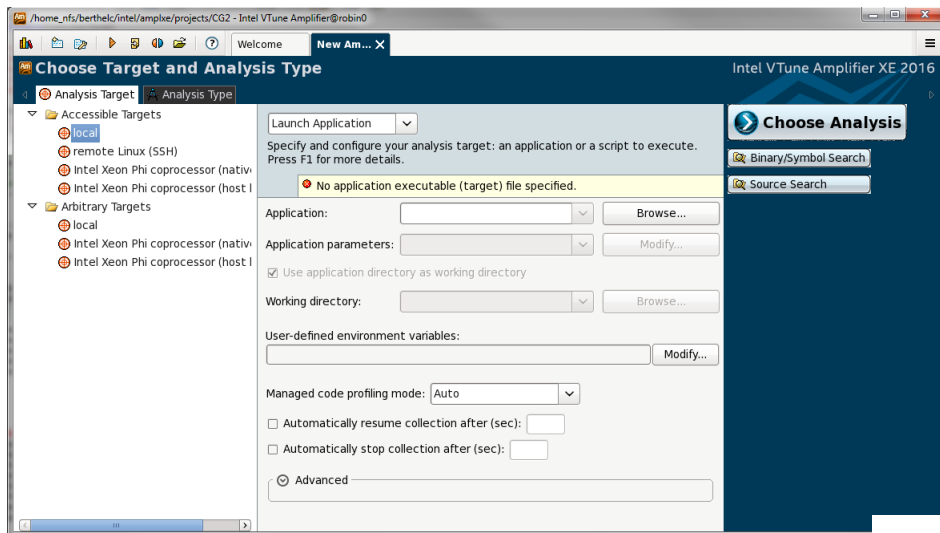 /home_nfs/berthelc/intel/amplxe/projects/CG2 - Intel VTune Amplifier@robin0
Welcome
New Am...
Choose Target and Analysis Type
Intel VTune Amplifier XE 2016
Analysis Target
Analysis Type
Accessible Targets
local
remote Linux (SSH)
Intel Xeon Phi coprocessor (nativ
Intel Xeon Phi coprocessor (host l
Arbitrary Targets
local
Intel Xeon Phi coprocessor (nativ
Intel Xeon Phi coprocessor (host l
Launch Application
Specify and configure your analysis target: an application or a script to execute.
Press F1 for more details.
No application executable (target) file specified.
Application:
Browse...
Application parameters:
Modify...
Use application directory as working directory
Working directory:
Browse...
User-defined environment variables:
Modify...
Managed code profiling mode: Auto
Automatically resume collection after (sec):
Automatically stop collection after (sec):
Advanced
Choose Analysis
Binary/Symbol Search
Source Search